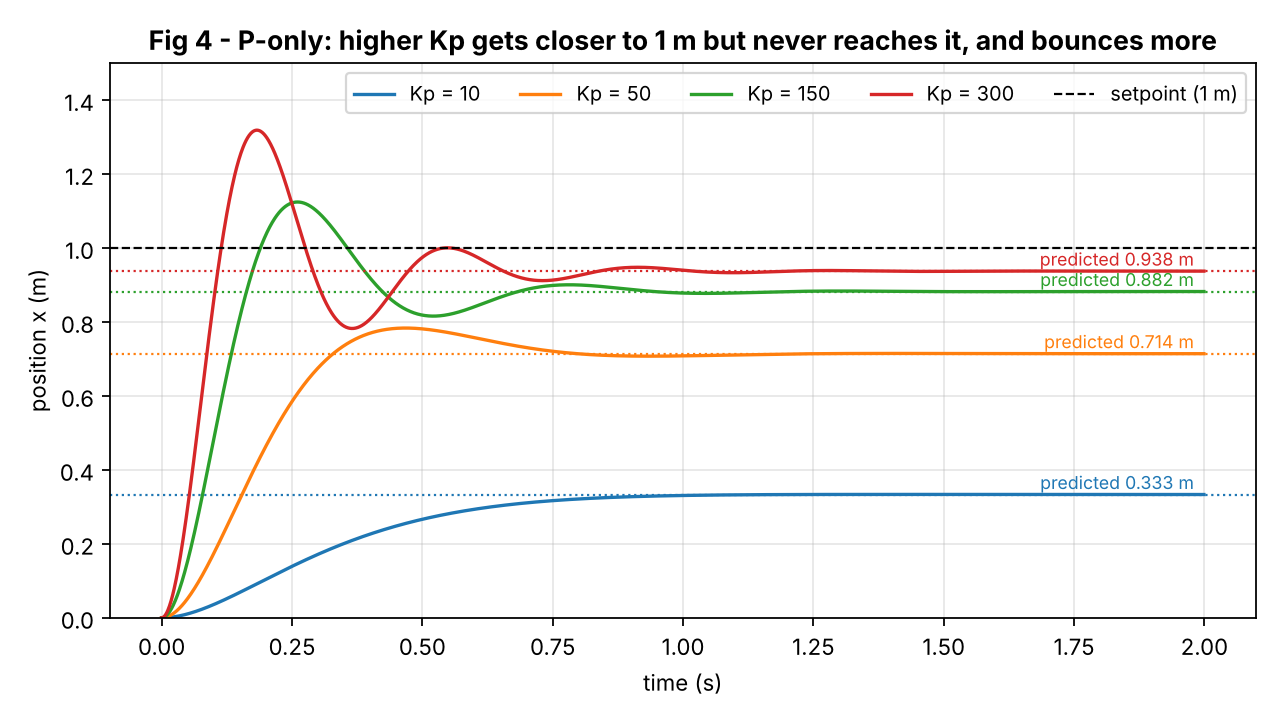 Fig 4 - P-only: higher Kp gets closer to 1 m but never reaches it, and bounces more
Kp = 10
Kp = 50
Kp = 150
Kp = 300
setpoint (1 m)
1.4
1.2
1.0
0.8
0.6
0.4
0.2
0.0
position x (m)
predicted 0.938 m
predicted 0.882 m
predicted 0.714 m
predicted 0.333 m
0.00
0.25
0.50
0.75
1.00
1.25
1.50
1.75
2.00
time (s)